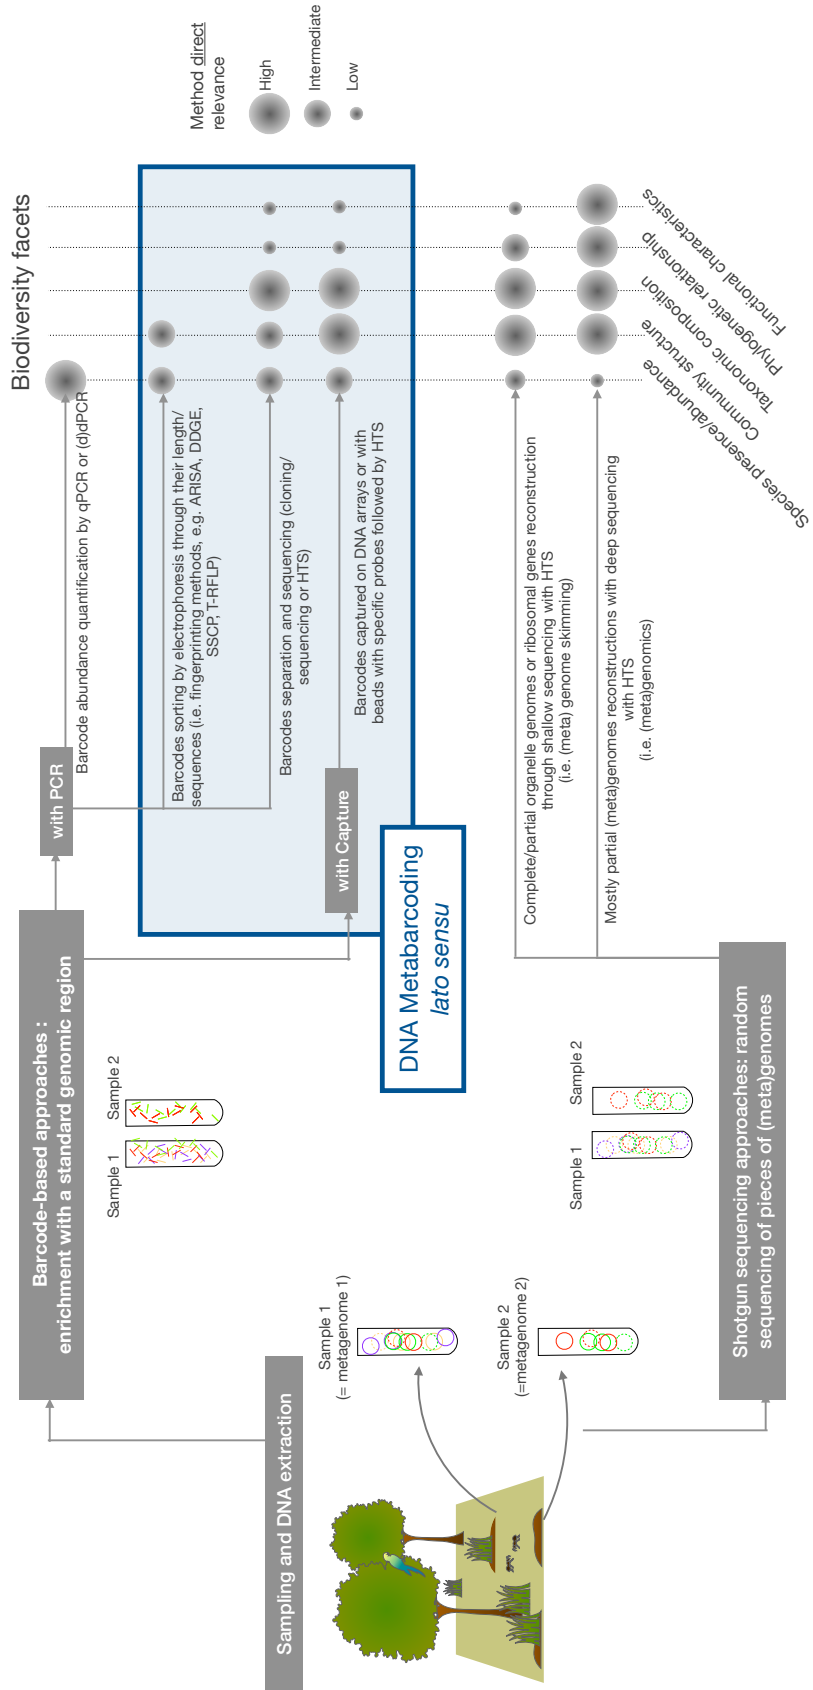 Biodiversity facets
Method direct
relevance
High
Intermediate
Low
Barcode-based approaches :
enrichment with a standard genomic region
with PCR
Barcode abundance quantification by qPCR or (d)dPCR
Barcodes sorting by electrophoresis through their length/
sequences (i.e. fingerprinting methods, e.g. ARISA, DDGE,
SSCP, T-RFLP)
Barcodes separation and sequencing (cloning/
sequencing or HTS)
with Capture
Barcodes captured on DNA arrays or with
beads with specific probes followed by HTS
DNA Metabarcoding
lato sensu
Sample 1
Sample 2
Sampling and DNA extraction
Sample 1
(= metagenome 1)
Sample 2
(=metagenome 2)
Sample 1
Sample 2
Complete/partial organelle genomes or ribosomal genes reconstruction
through shallow sequencing with HTS
(i.e. (meta) genome skimming)
Mostly partial (meta)genomes reconstructions with deep sequencing
with HTS
(i.e. (meta)genomics)
Shotgun sequencing approaches: random
sequencing of pieces of (meta)genomes
Species presence/abundance
Community structure
Taxonomic composition
Phylogenetic relationship
Functional characteristics